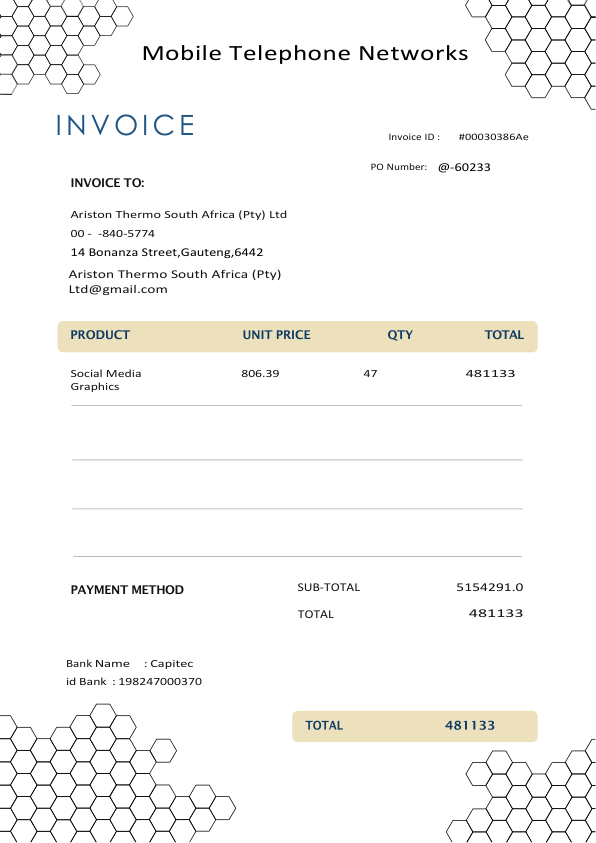 Mobile Telephone Networks
INVOICE
Invoice ID : #00030386Ae
PO Number: @-60233
INVOICE TO:
Ariston Thermo South Africa (Pty) Ltd
00 - -840-5774
14 Bonanza Street,Gauteng,6442
Ariston Thermo South Africa (Pty)
Ltd@gmail.com
PRODUCT UNIT PRICE QTY TOTAL
Social Media 806.39 47 481133
Graphics
PAYMENT METHOD
SUB-TOTAL 5154291.0
TOTAL 481133
Bank Name : Capitec
id Bank : 198247000370
TOTAL 481133